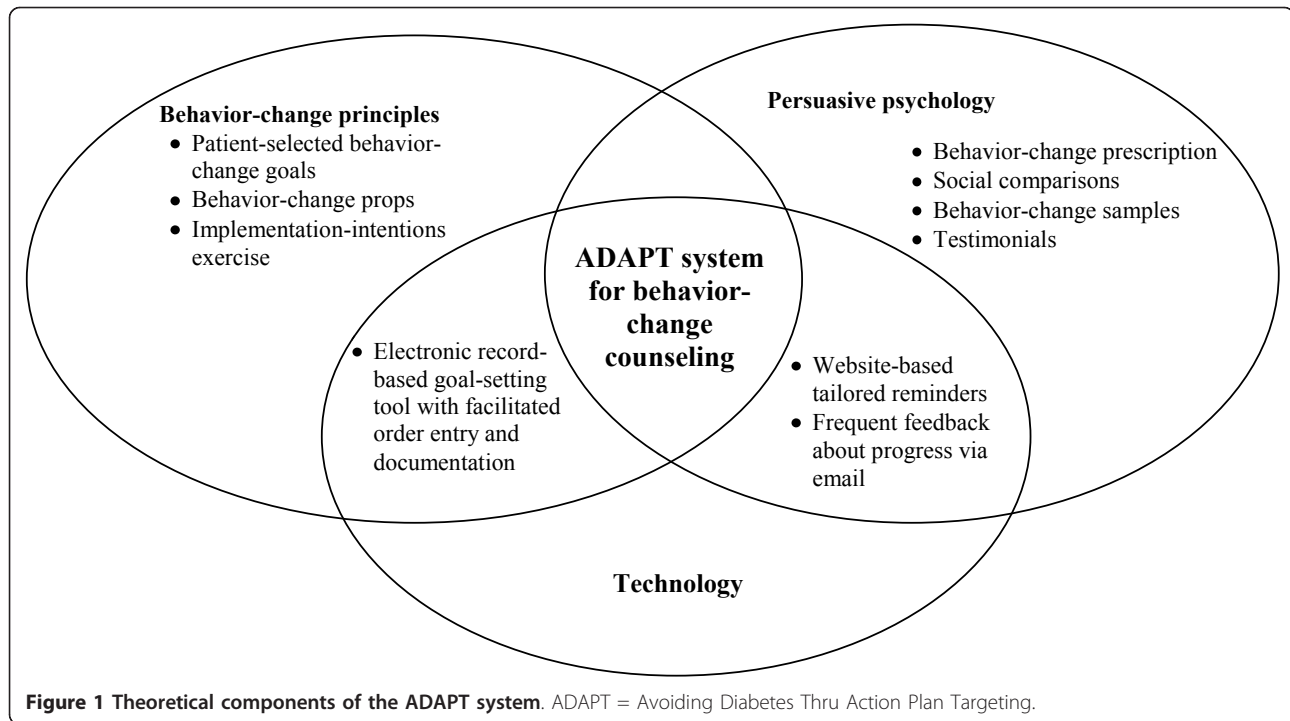 Behavior-change principles
• Patient-selected behavior-
change goals
• Behavior-change props
• Implementation-intentions
exercise
Persuasive psychology
• Behavior-change prescription
• Social comparisons
• Behavior-change samples
• Testimonials
ADAPT system
for behavior-
change
counseling
• Electronic record-
based goal-setting
tool with facilitated
order entry and
documentation
• Website-based
tailored reminders
• Frequent feedback
about progress via
email
Technology
Figure 1 Theoretical components of the ADAPT system. ADAPT = Avoiding Diabetes Thru Action Plan Targeting.